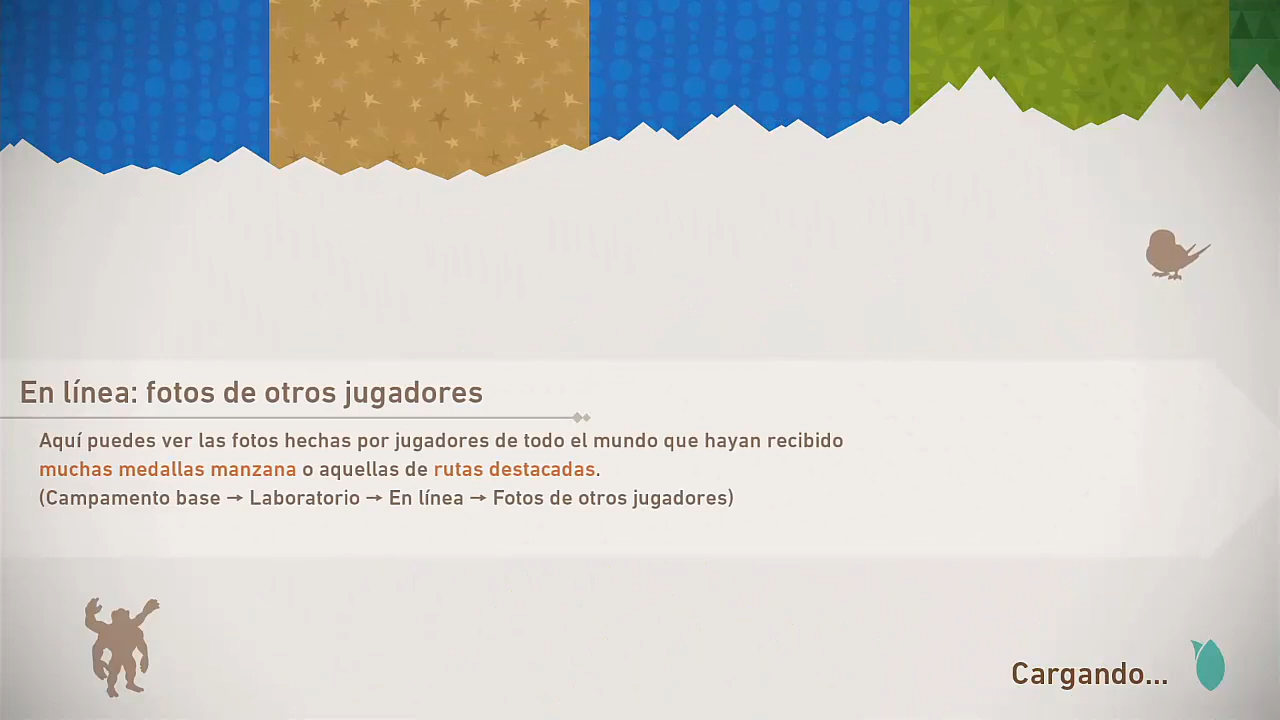 En línea: fotos de otros jugadores
Aquí puedes ver las fotos hechas por jugadores de todo el mundo que hayan recibido
muchas medallas manzana o aquellas de rutas destacadas.
(Campamento base → Laboratorio → En línea → Fotos de otros jugadores)
Cargando...